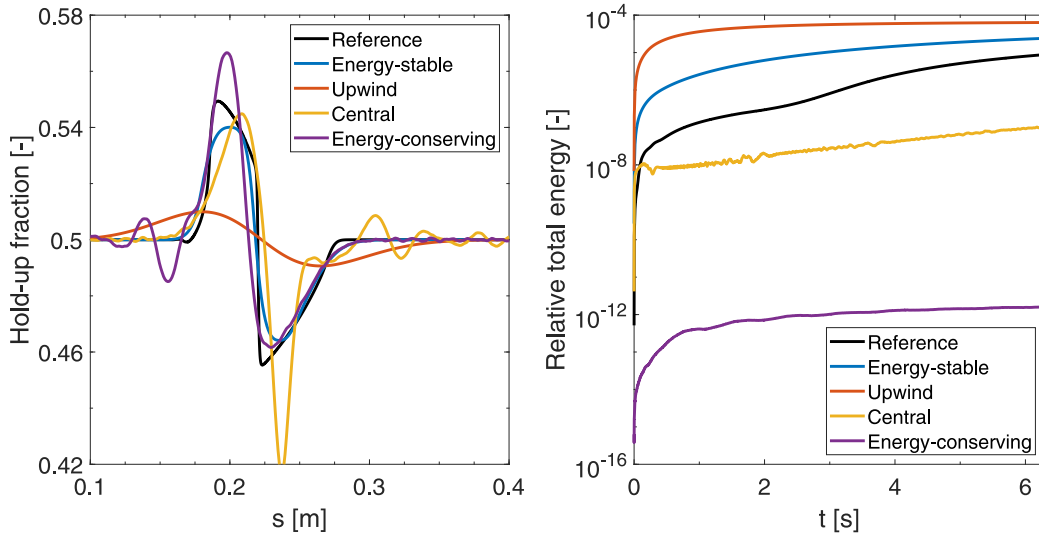 0.58
0.54
0.5
0.46
0.42
Hold-up fraction [-]
Reference
Energy-stable
Upwind
Central
Energy-conserving
0.1
0.2
0.3
0.4
s [m]
10-4
10-8
10-12
10-16
Relative total energy [-]
Reference
Energy-stable
Upwind
Central
Energy-conserving
0
2
4
6
t [s]